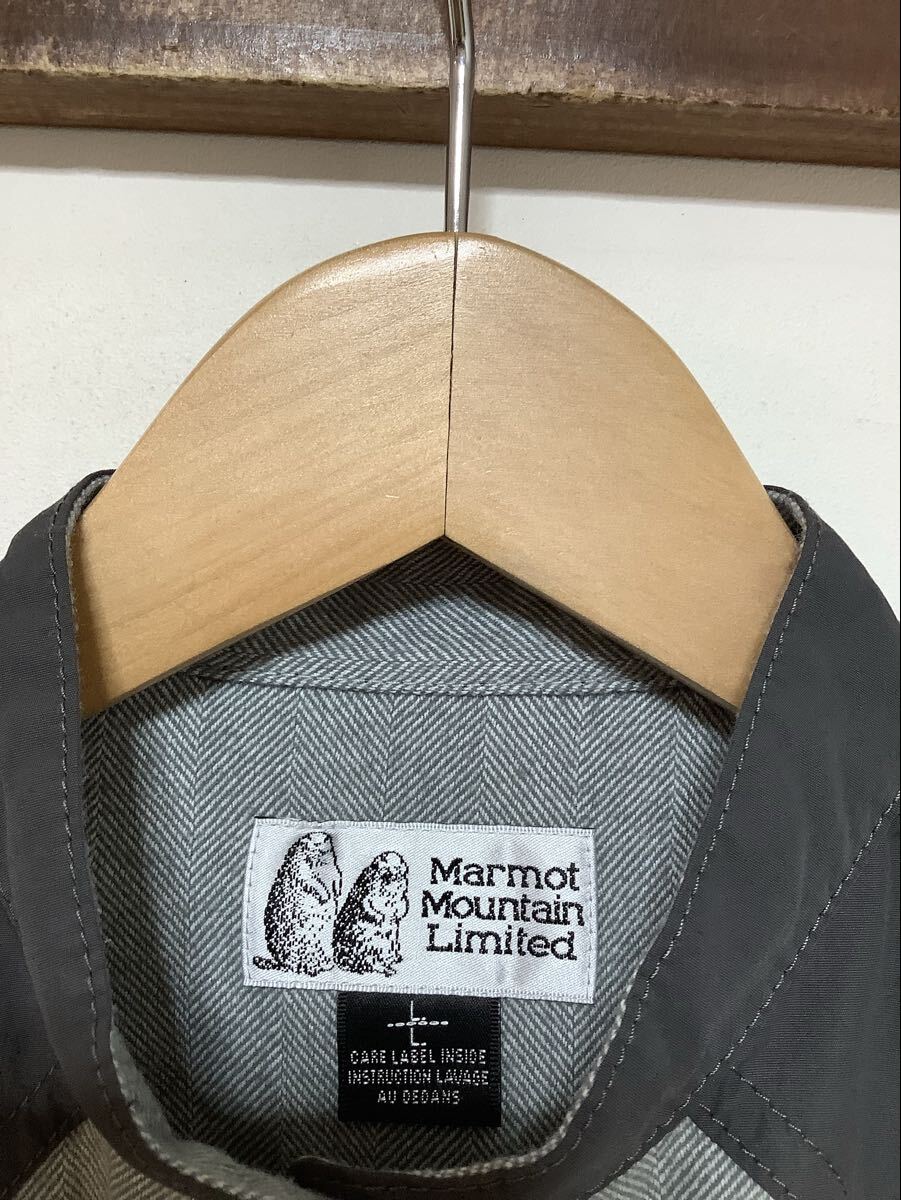 Marmot
Mountain
Limited
L
L
CARE LABEL INSIDE
INSTRUCTION LAVAGE
AU DEDANS